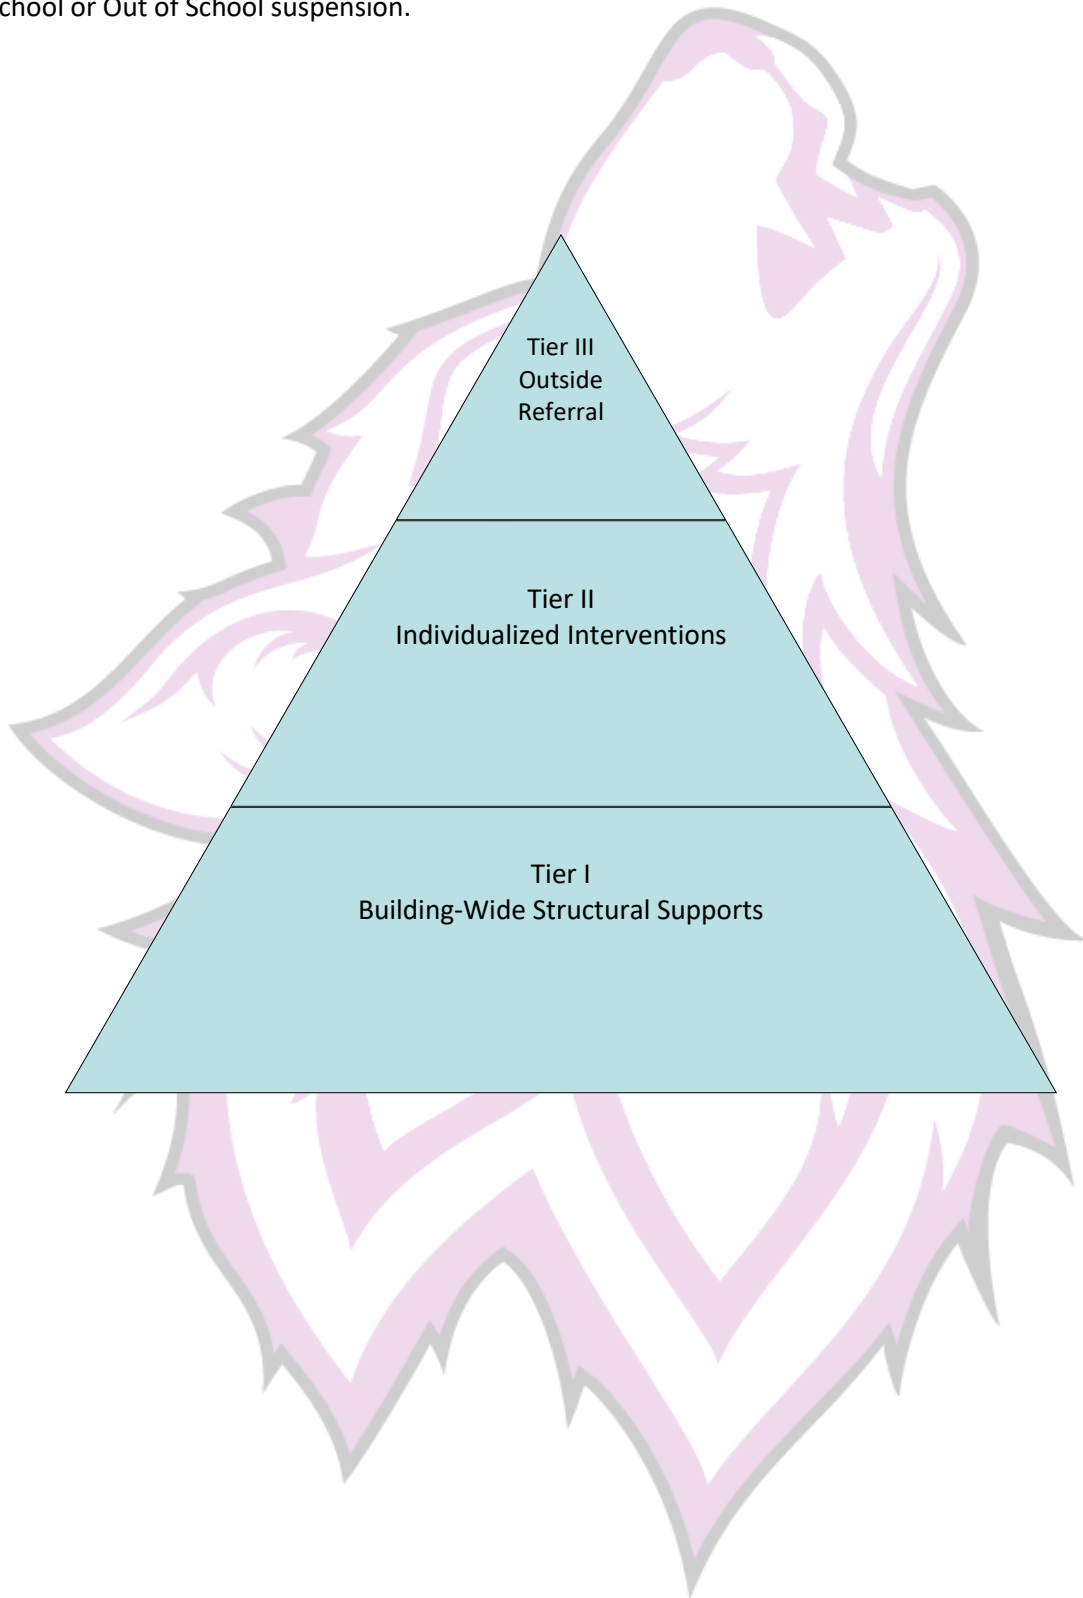 chool or Out of School suspension.
Tier III
Outside
Referral
Tier II
Individualized Interventions
Tier I
Building-Wide Structural Supports